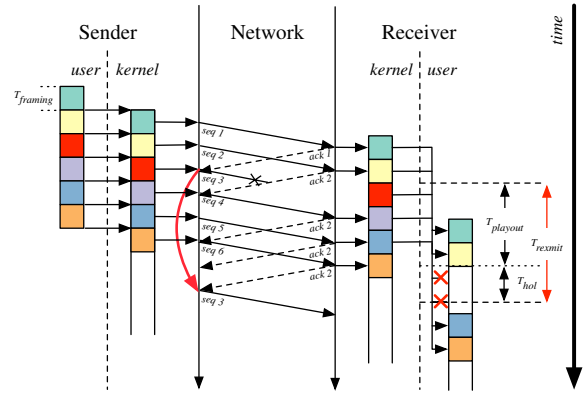 Sender
Network
Receiver
time
user
kernel
kernel
user
T_framing
seq 1
seq 2
seq 3
seq 4
seq 5
seq 6
seq 3
ack 1
ack 2
ack 2
ack 2
ack 2
T_playout
T_rexmit
T_hol